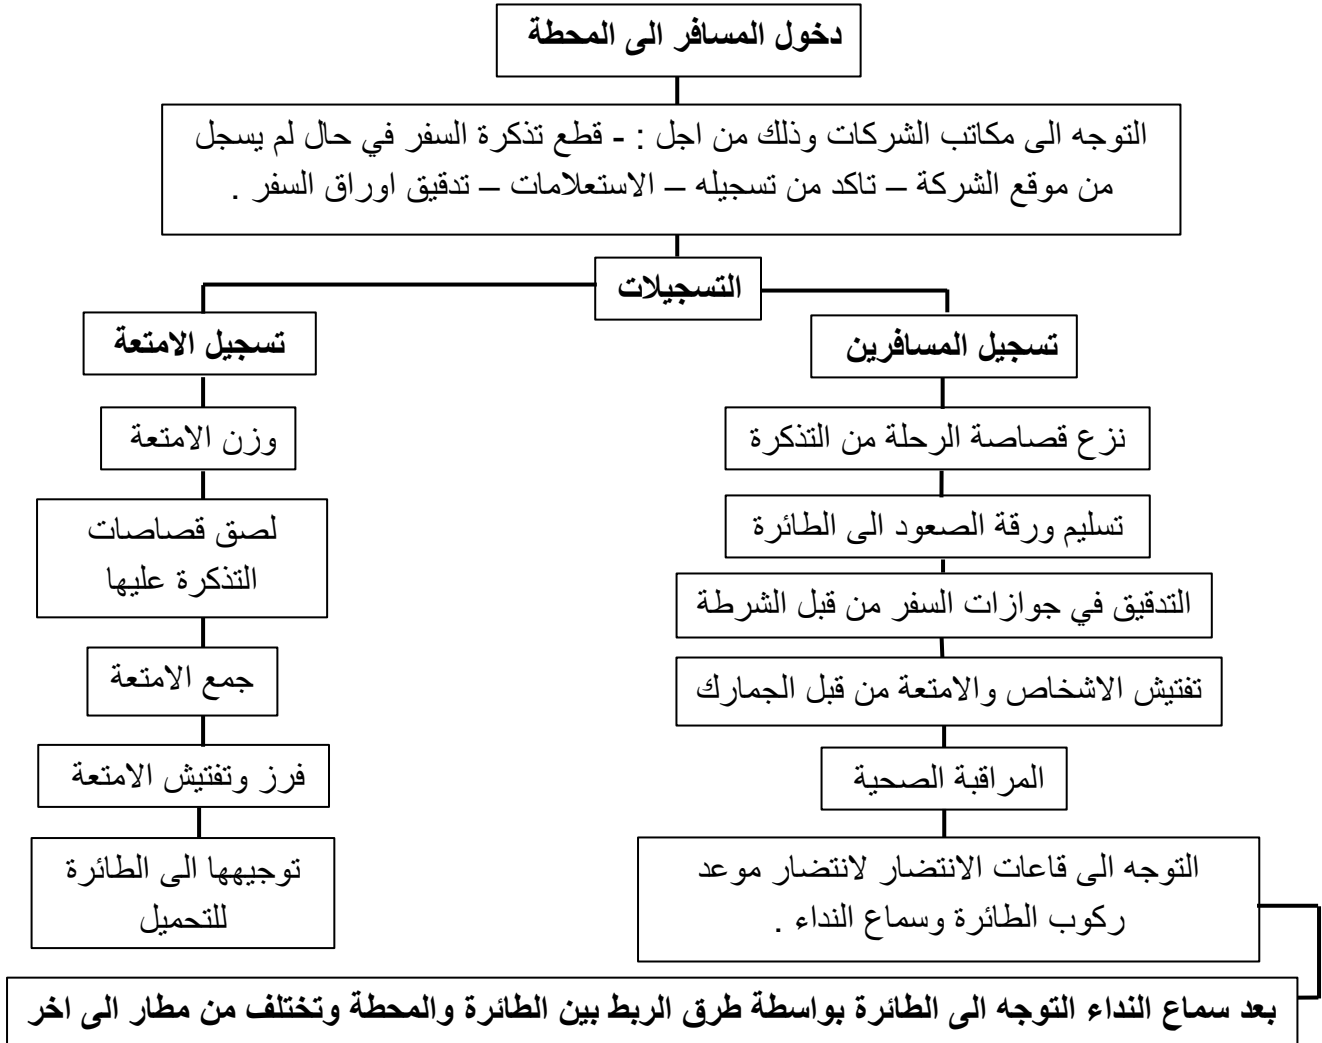 دخول المسافر الى المحطة
التوجه الى مكاتب الشركات وذلك من اجل : - قطع تذكرة السفر في حال لم يسجل
من موقع الشركة – تاكد من تسجيله – الاستعلامات – تدقيق اوراق السفر .
التسجيلات
تسجيل المسافرين
نزع قصاصة الرحلة من التذكرة
تسليم ورقة الصعود الى الطائرة
التدقيق في جوازات السفر من قبل الشرطة
تفتيش الاشخاص والامتعة من قبل الجمارك
المراقبة الصحية
التوجه الى قاعات الانتضار لانتضار موعد
ركوب الطائرة وسماع النداء .
تسجيل الامتعة
وزن الامتعة
لصق قصاصات
التذكرة عليها
جمع الامتعة
فرز وتفتيش الامتعة
توجيهها الى الطائرة
للتحميل
بعد سماع النداء التوجه الى الطائرة بواسطة طرق الربط بين الطائرة والمحطة وتختلف من مطار الى اخر